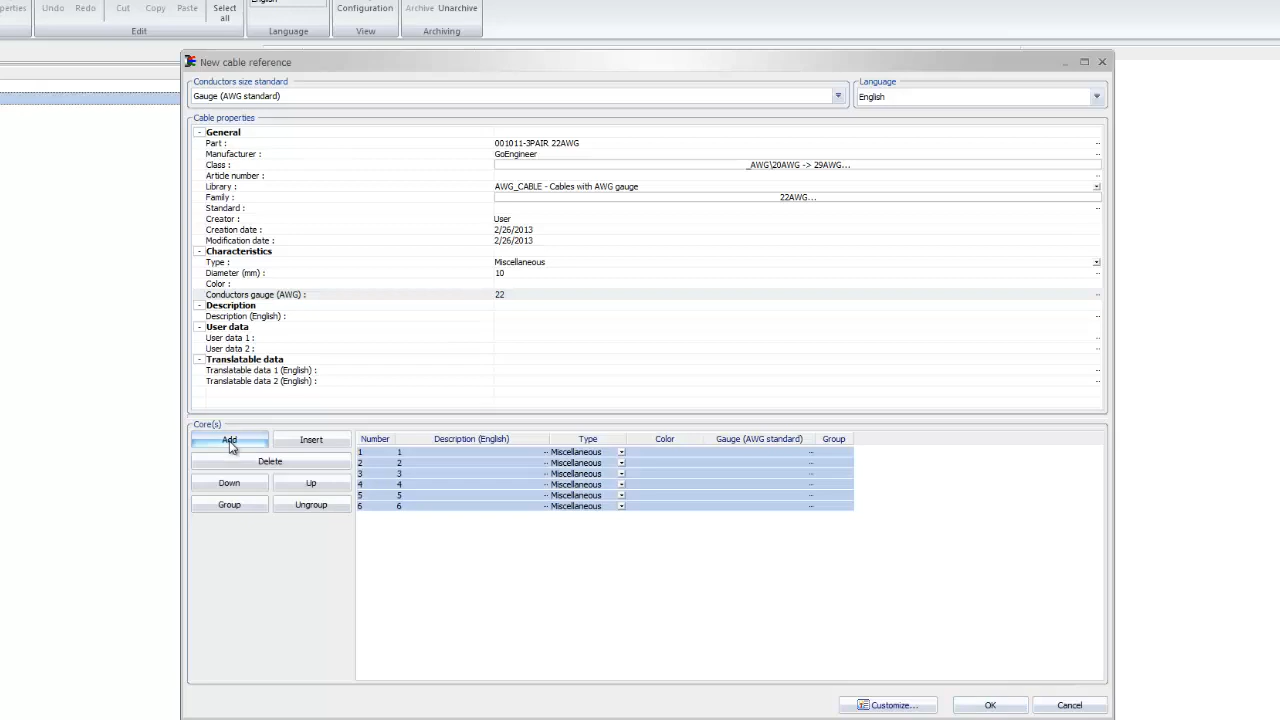 Undo Redo Cut Copy Paste Select all
Configuration
Archive Unarchive
Edit Language View Archiving
New cable reference
Conductors size standard Language
Gauge (AWG standard) English
Cable properties
- General
Part : 001011-3PAIR 22AWG
Manufacturer : GoEngineer
Class : _AWG\20AWG -> 29AWG...
Article number :
Library : AWG_CABLE - Cables with AWG gauge
Family : 22AWG...
Standard :
Creator : User
Creation date : 2/26/2013
Modification date : 2/26/2013
- Characteristics
Type : Miscellaneous
Diameter (mm) : 10
Color :
Conductors gauge (AWG) : 22
- Description
Description (English) :
- User data
User data 1 :
User data 2 :
- Translatable data
Translatable data 1 (English) :
Translatable data 2 (English) :
Core(s)
Add Insert
Delete
Down Up
Group Ungroup
Number Description (English) Type Color Gauge (AWG standard) Group
1 1 Miscellaneous
2 2 Miscellaneous
3 3 Miscellaneous
4 4 Miscellaneous
5 5 Miscellaneous
6 6 Miscellaneous
Customize... OK Cancel